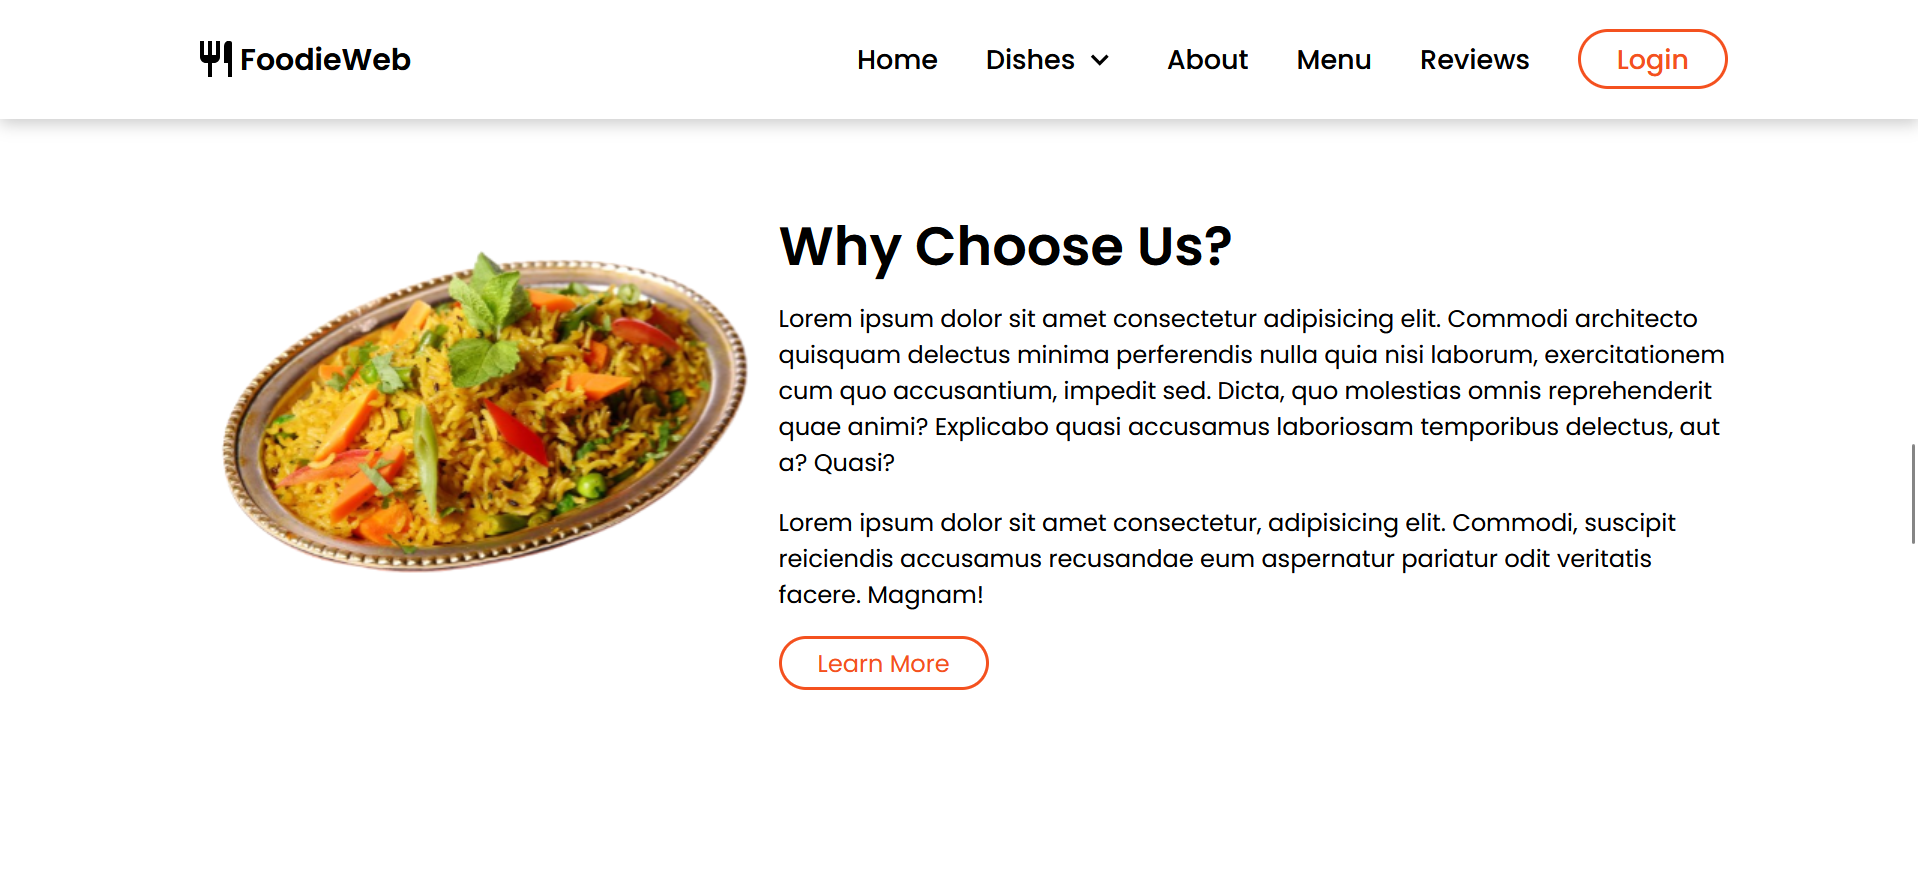 FoodieWeb
Home Dishes About Menu Reviews Login
Why Choose Us?
Lorem ipsum dolor sit amet consectetur adipisicing elit. Commodi architecto
quisquam delectus minima perferendis nulla quia nisi laborum, exercitationem
cum quo accusantium, impedit sed. Dicta, quo molestias omnis reprehenderit
quae animi? Explicabo quasi accusamus laboriosam temporibus delectus, aut
a? Quasi?
Lorem ipsum dolor sit amet consectetur, adipisicing elit. Commodi, suscipit
reiciendis accusamus recusandae eum aspernatur pariatur odit veritatis
facere. Magnam!
Learn More